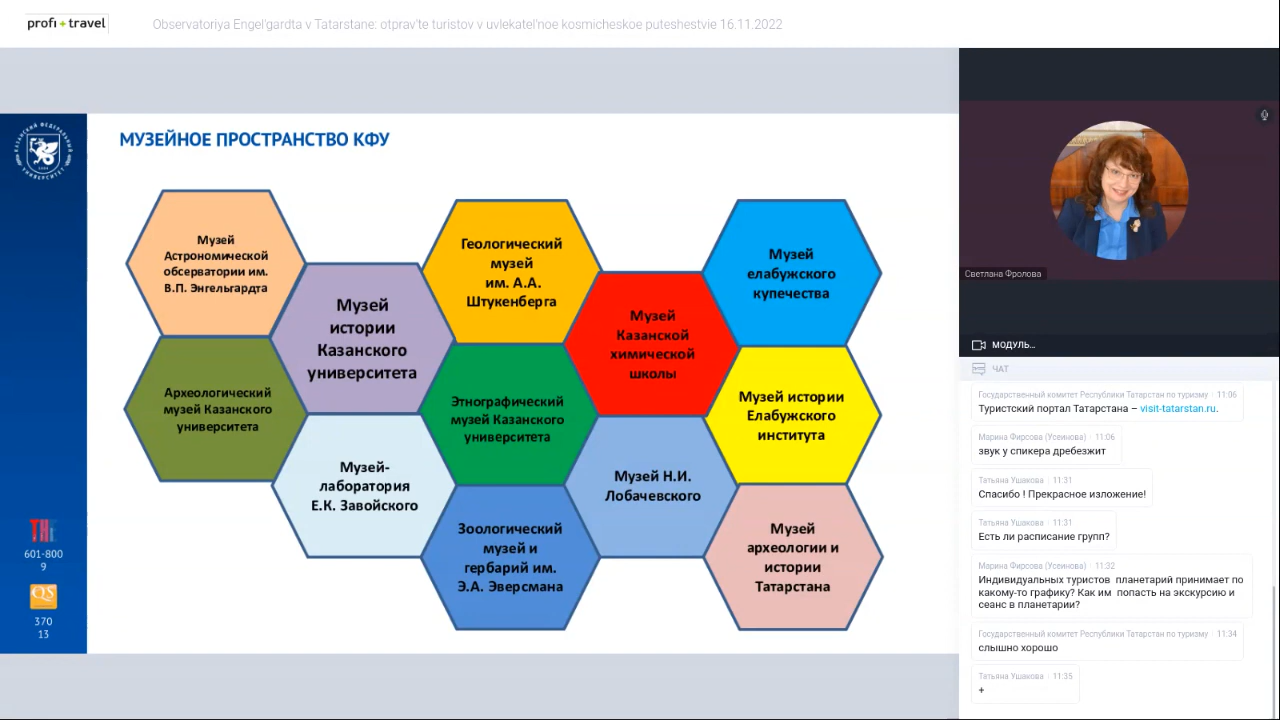 profi travel
Observatoriya Engel'gardta v Tatarstane: otprav'te turistov v uvlekatel'noe kosmicheskoe puteshestvie 16.11.2022
МУЗЕЙНОЕ ПРОСТРАНСТВО КФУ
Музей
Астрономической
обсерватории им.
В.П. Энгельгардта
Музей
истории
Казанского
университета
Геологический
музей
им. А.А.
Штукенберга
Музей
Казанской
химической
школы
Музей
елабужского
купечества
Археологический
музей Казанского
университета
Этнографический
музей Казанского
университета
Музей истории
Елабужского
института
Музей-
лаборатория
Е.К. Завойского
Музей Н.И.
Лобачевского
Зоологический
музей и
гербарий им.
Э.А. Эверсмана
Музей
археологии и
истории
Татарстана
601-800
9
QS
370
13
Светлана Фролова
МОДУЛЬ...
ЧАТ
Государственный комитет Республики Татарстан по туризму 11:06
Туристский портал Татарстана – visit-tatarstan.ru.
Марина Фирсова (Усеинова) 11:06
звук у спикера дребезжит
Татьяна Ушакова 11:31
Спасибо ! Прекрасное изложение!
Татьяна Ушакова 11:31
Есть ли расписание групп?
Марина Фирсова (Усеинова) 11:32
Индивидуальных туристов планетарий принимает по
какому-то графику? Как им попасть на экскурсию и
сеанс в планетарии?
Государственный комитет Республики Татарстан по туризму 11:34
слышно хорошо
Татьяна Ушакова 11:35
+